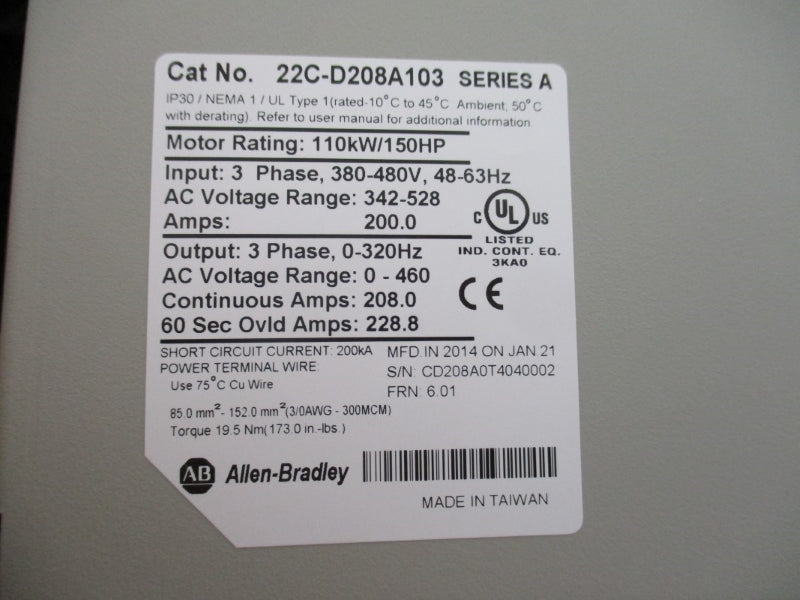 Cat No. 22C-D208A103 SERIES A
IP30 / NEMA 1 / UL Type 1(rated-10°C to 45°C Ambient, 50°C
with derating). Refer to user manual for additional information.
Motor Rating: 110kW/150HP
Input: 3 Phase, 380-480V, 48-63Hz
AC Voltage Range: 342-528
Amps: 200.0
C UL US
LISTED
IND. CONT. EQ.
3KA0
Output: 3 Phase, 0-320Hz
AC Voltage Range: 0 - 460
Continuous Amps: 208.0
60 Sec Ovld Amps: 228.8
CE
SHORT CIRCUIT CURRENT: 200kA
POWER TERMINAL WIRE:
Use 75°C Cu Wire
85.0 mm²- 152.0 mm²(3/0AWG - 300MCM)
Torque 19.5 Nm(173.0 in.-lbs.)
MFD.IN 2014 ON JAN 21
S/N: CD208A0T4040002
FRN: 6.01
AB Allen-Bradley
MADE IN TAIWAN